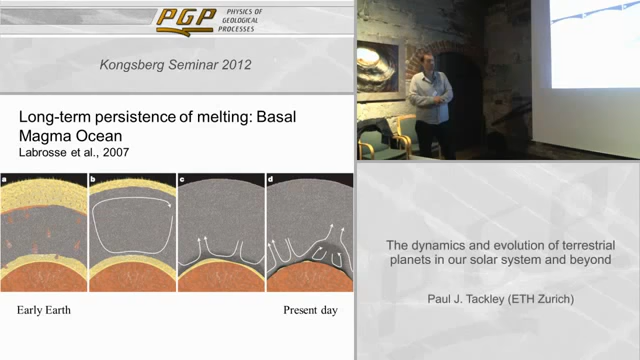 PGP
PHYSICS OF
GEOLOGICAL
PROCESSES
Kongsberg Seminar 2012
Long-term persistence of melting: Basal
Magma Ocean
Labrosse et al., 2007
a b c d
Early Earth Present day
The dynamics and evolution of terrestrial
planets in our solar system and beyond
Paul J. Tackley (ETH Zurich)